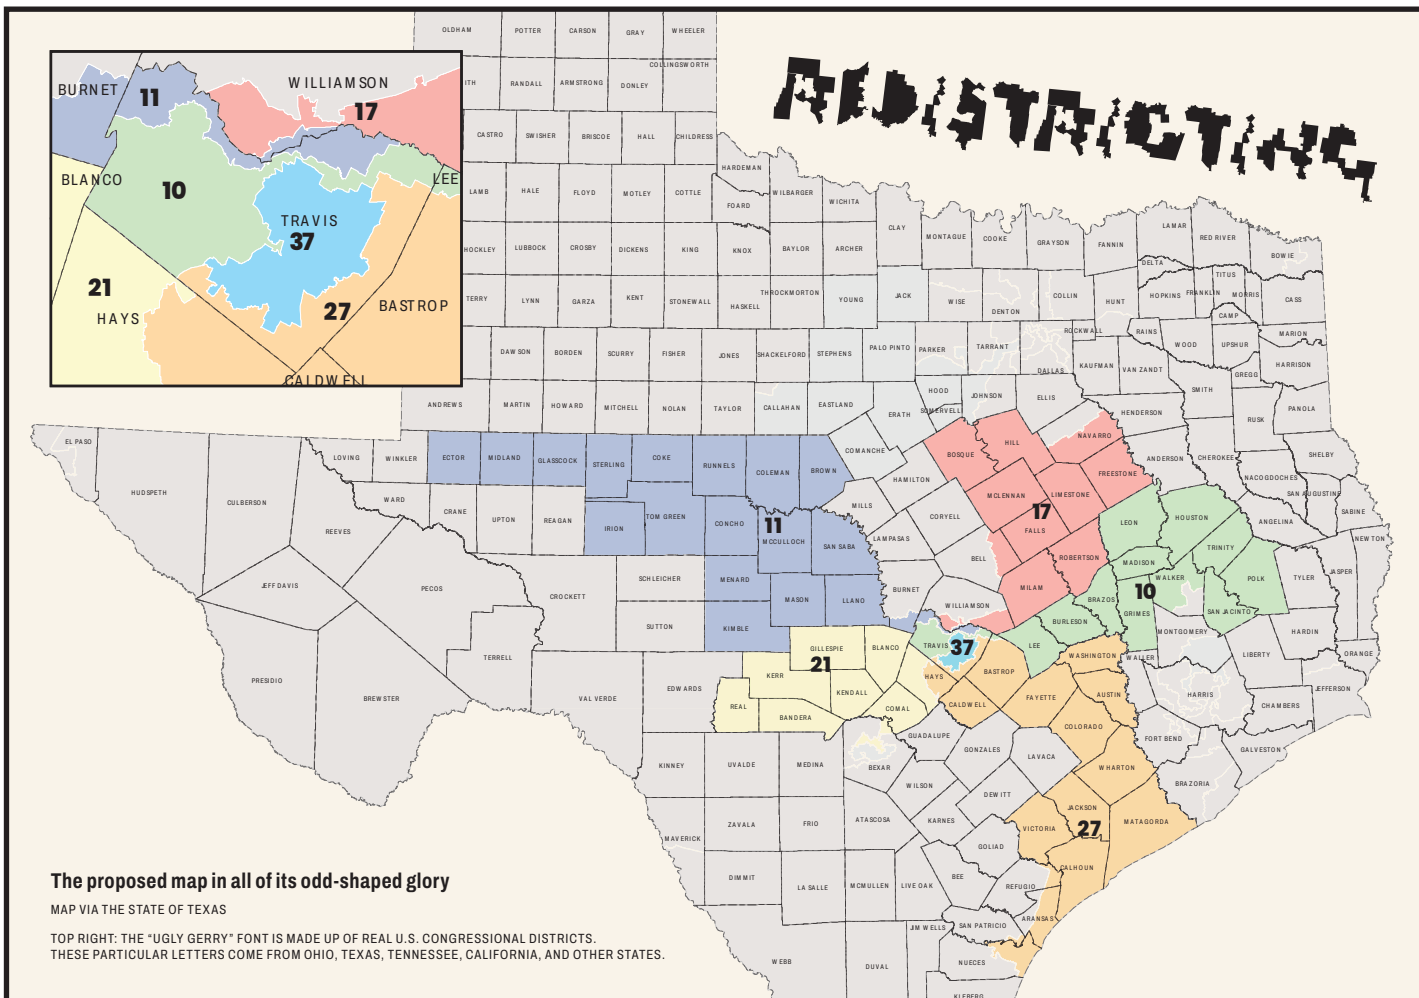 REDISTRICTING
BURNET
11
WILLIAMSON
17
BLANCO
10
LEE
TRAVIS
37
21
HAYS
27
BASTROP
CALDWELL
OLDHAM POTTER CARSON GRAY WHEELER
COLLINGSWORTH
ITH RANDALL ARMSTRONG DONLEY
CASTRO SWISHER BRISCOE HALL CHILDRESS
HARDEMAN
LAMB HALE FLOYD MOTLEY COTTLE WILBARGER
FOARD WICHITA
CLAY LAMAR
MONTAGUE COOKE GRAYSON FANNIN RED RIVER
HOCKLEY LUBBOCK CROSBY DICKENS KING KNOX BAYLOR ARCHER BOWIE
DELTA
TITUS
TERRY LYNN GARZA KENT STONEWALL HASKELL THROCKMORTON YOUNG JACK WISE DENTON COLLIN HUNT HOPKINS FRANKLIN MORRIS CASS
CAMP
ROCKWALL RAINS MARION
DAWSON BORDEN SCURRY FISHER JONES SHACKELFORD STEPHENS PALO PINTO PARKER TARRANT DALLAS KAUFMAN VAN ZANDT WOOD UPSHUR HARRISON
GREGG
ANDREWS MARTIN HOWARD MITCHELL NOLAN TAYLOR CALLAHAN EASTLAND ERATH HOOD SOMERVELL JOHNSON ELLIS HENDERSON SMITH RUSK PANOLA
EL PASO HUDSPETH CULBERSON REEVES LOVING WINKLER ECTOR MIDLAND GLASSCOCK STERLING COKE RUNNELS COLEMAN BROWN COMANCHE BOSQUE HILL NAVARRO ANDERSON CHEROKEE NACOGDOCHES SHELBY
HAMILTON FREESTONE SAN AUGUSTINE
WARD CRANE UPTON REAGAN IRION TOM GREEN CONCHO 11 MCCULLOCH SAN SABA MILLS CORYELL MCLENNAN LIMESTONE 17 FALLS LEON HOUSTON ANGELINA SABINE
LAMPASAS BELL ROBERTSON TRINITY NEWTON
JEFF DAVIS PECOS CROCKETT SCHLEICHER MENARD MASON LLANO BURNET WILLIAMSON MILAM MADISON WALKER POLK TYLER JASPER
10
BRAZOS GRIMES SAN JACINTO
SUTTON KIMBLE BURLESON MONTGOMERY HARDIN
TERRELL GILLESPIE BLANCO TRAVIS 37 LEE WASHINGTON WALLER LIBERTY ORANGE
21
PRESIDIO BREWSTER VAL VERDE EDWARDS KERR KENDALL HAYS BASTROP FAYETTE AUSTIN HARRIS JEFFERSON
REAL BANDERA COMAL CALDWELL COLORADO CHAMBERS
KINNEY UVALDE MEDINA BEXAR GUADALUPE GONZALES LAVACA WHARTON FORT BEND GALVESTON
WILSON DEWITT BRAZORIA
MAVERICK ZAVALA FRIO ATASCOSA KARNES VICTORIA JACKSON MATAGORDA
27
GOLIAD CALHOUN
DIMMIT LA SALLE MCMULLEN LIVE OAK BEE REFUGIO
ARANSAS
JIM WELLS SAN PATRICIO
WEBB DUVAL NUECES
KLEBERG
The proposed map in all of its odd-shaped glory
MAP VIA THE STATE OF TEXAS
TOP RIGHT: THE “UGLY GERRY” FONT IS MADE UP OF REAL U.S. CONGRESSIONAL DISTRICTS.
THESE PARTICULAR LETTERS COME FROM OHIO, TEXAS, TENNESSEE, CALIFORNIA, AND OTHER STATES.